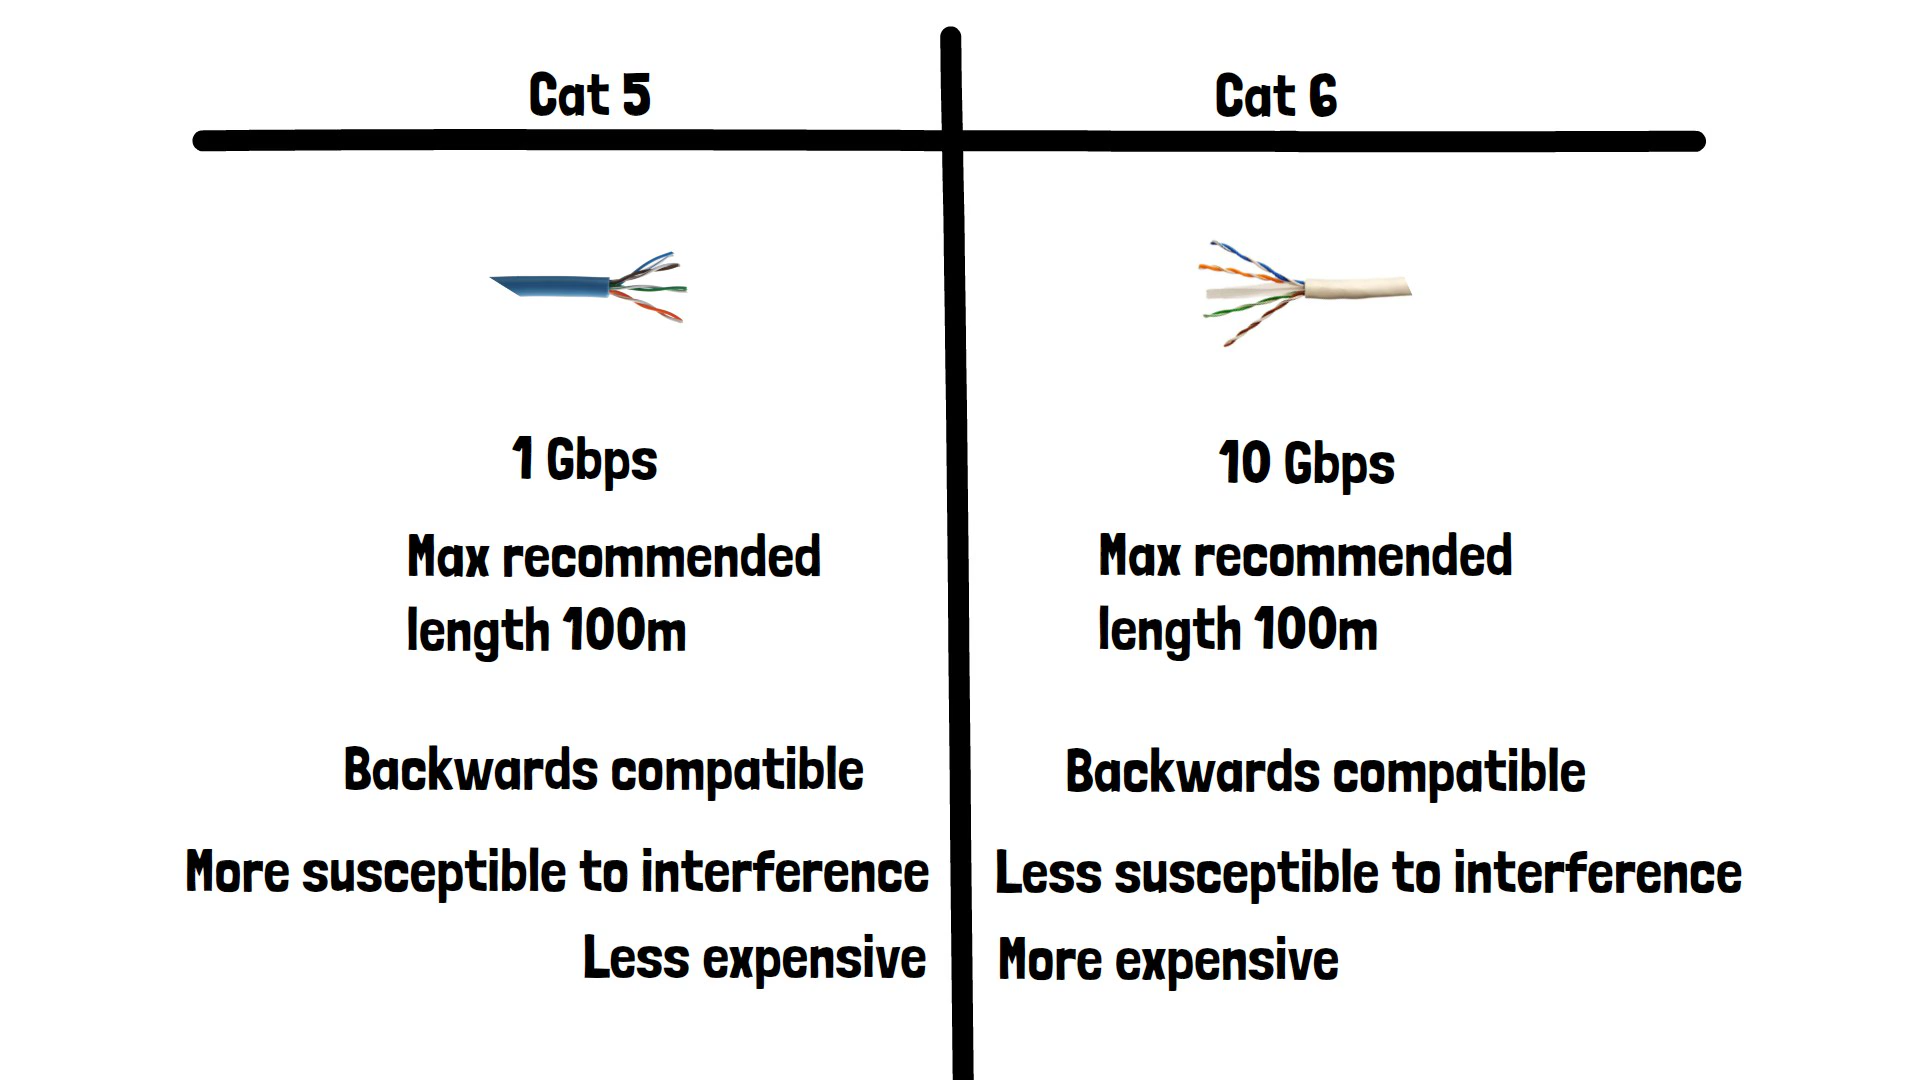 Cat 5
Cat 6
1 Gbps
10 Gbps
Max recommended
length 100m
Max recommended
length 100m
Backwards compatible
Backwards compatible
More susceptible to interference
Less susceptible to interference
Less expensive
More expensive